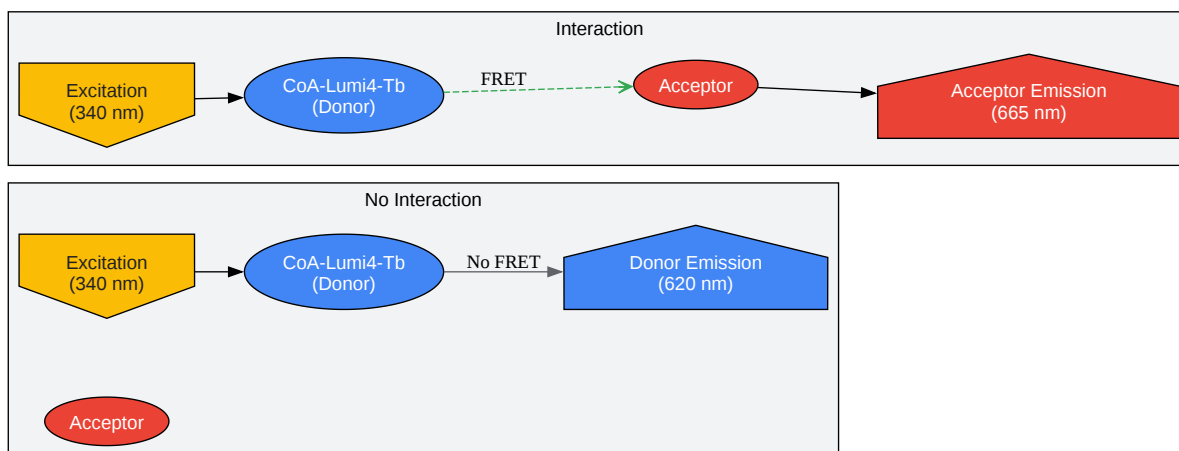 Interaction
Excitation
(340 nm)
CoA-Lumi4-Tb
(Donor)
FRET
Acceptor
Acceptor Emission
(665 nm)
No Interaction
Excitation
(340 nm)
CoA-Lumi4-Tb
(Donor)
No FRET
Donor Emission
(620 nm)
Acceptor